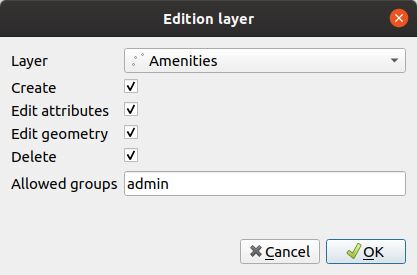 Edition layer
Layer Amenities
Create
Edit attributes
Edit geometry
Delete
Allowed groups admin
Cancel OK